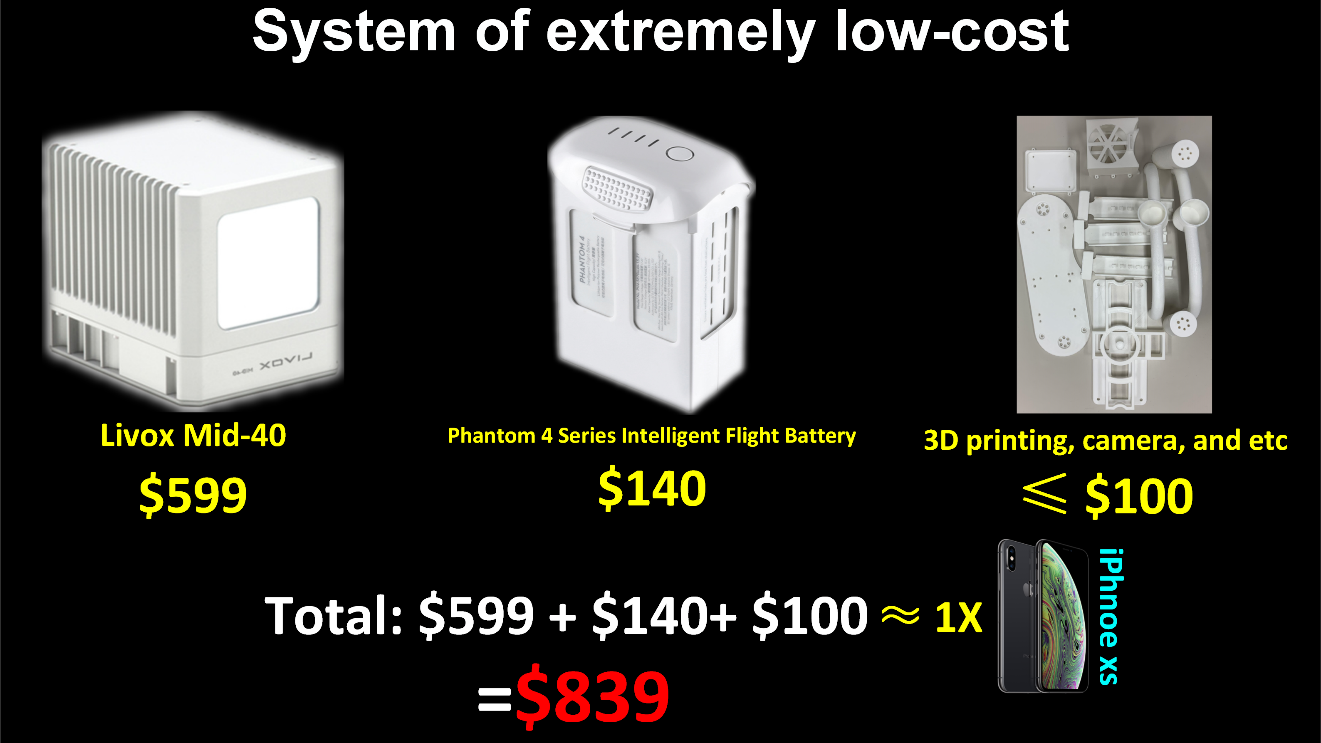 System of extremely low-cost
PHANTOM 4
LIVOX
Livox Mid-40
Phantom 4 Series Intelligent Flight Battery
3D printing, camera, and etc
$599
$140
≤ $100
Total: $599 + $140+ $100 ≈ 1X
iPhnoe xs
=$839